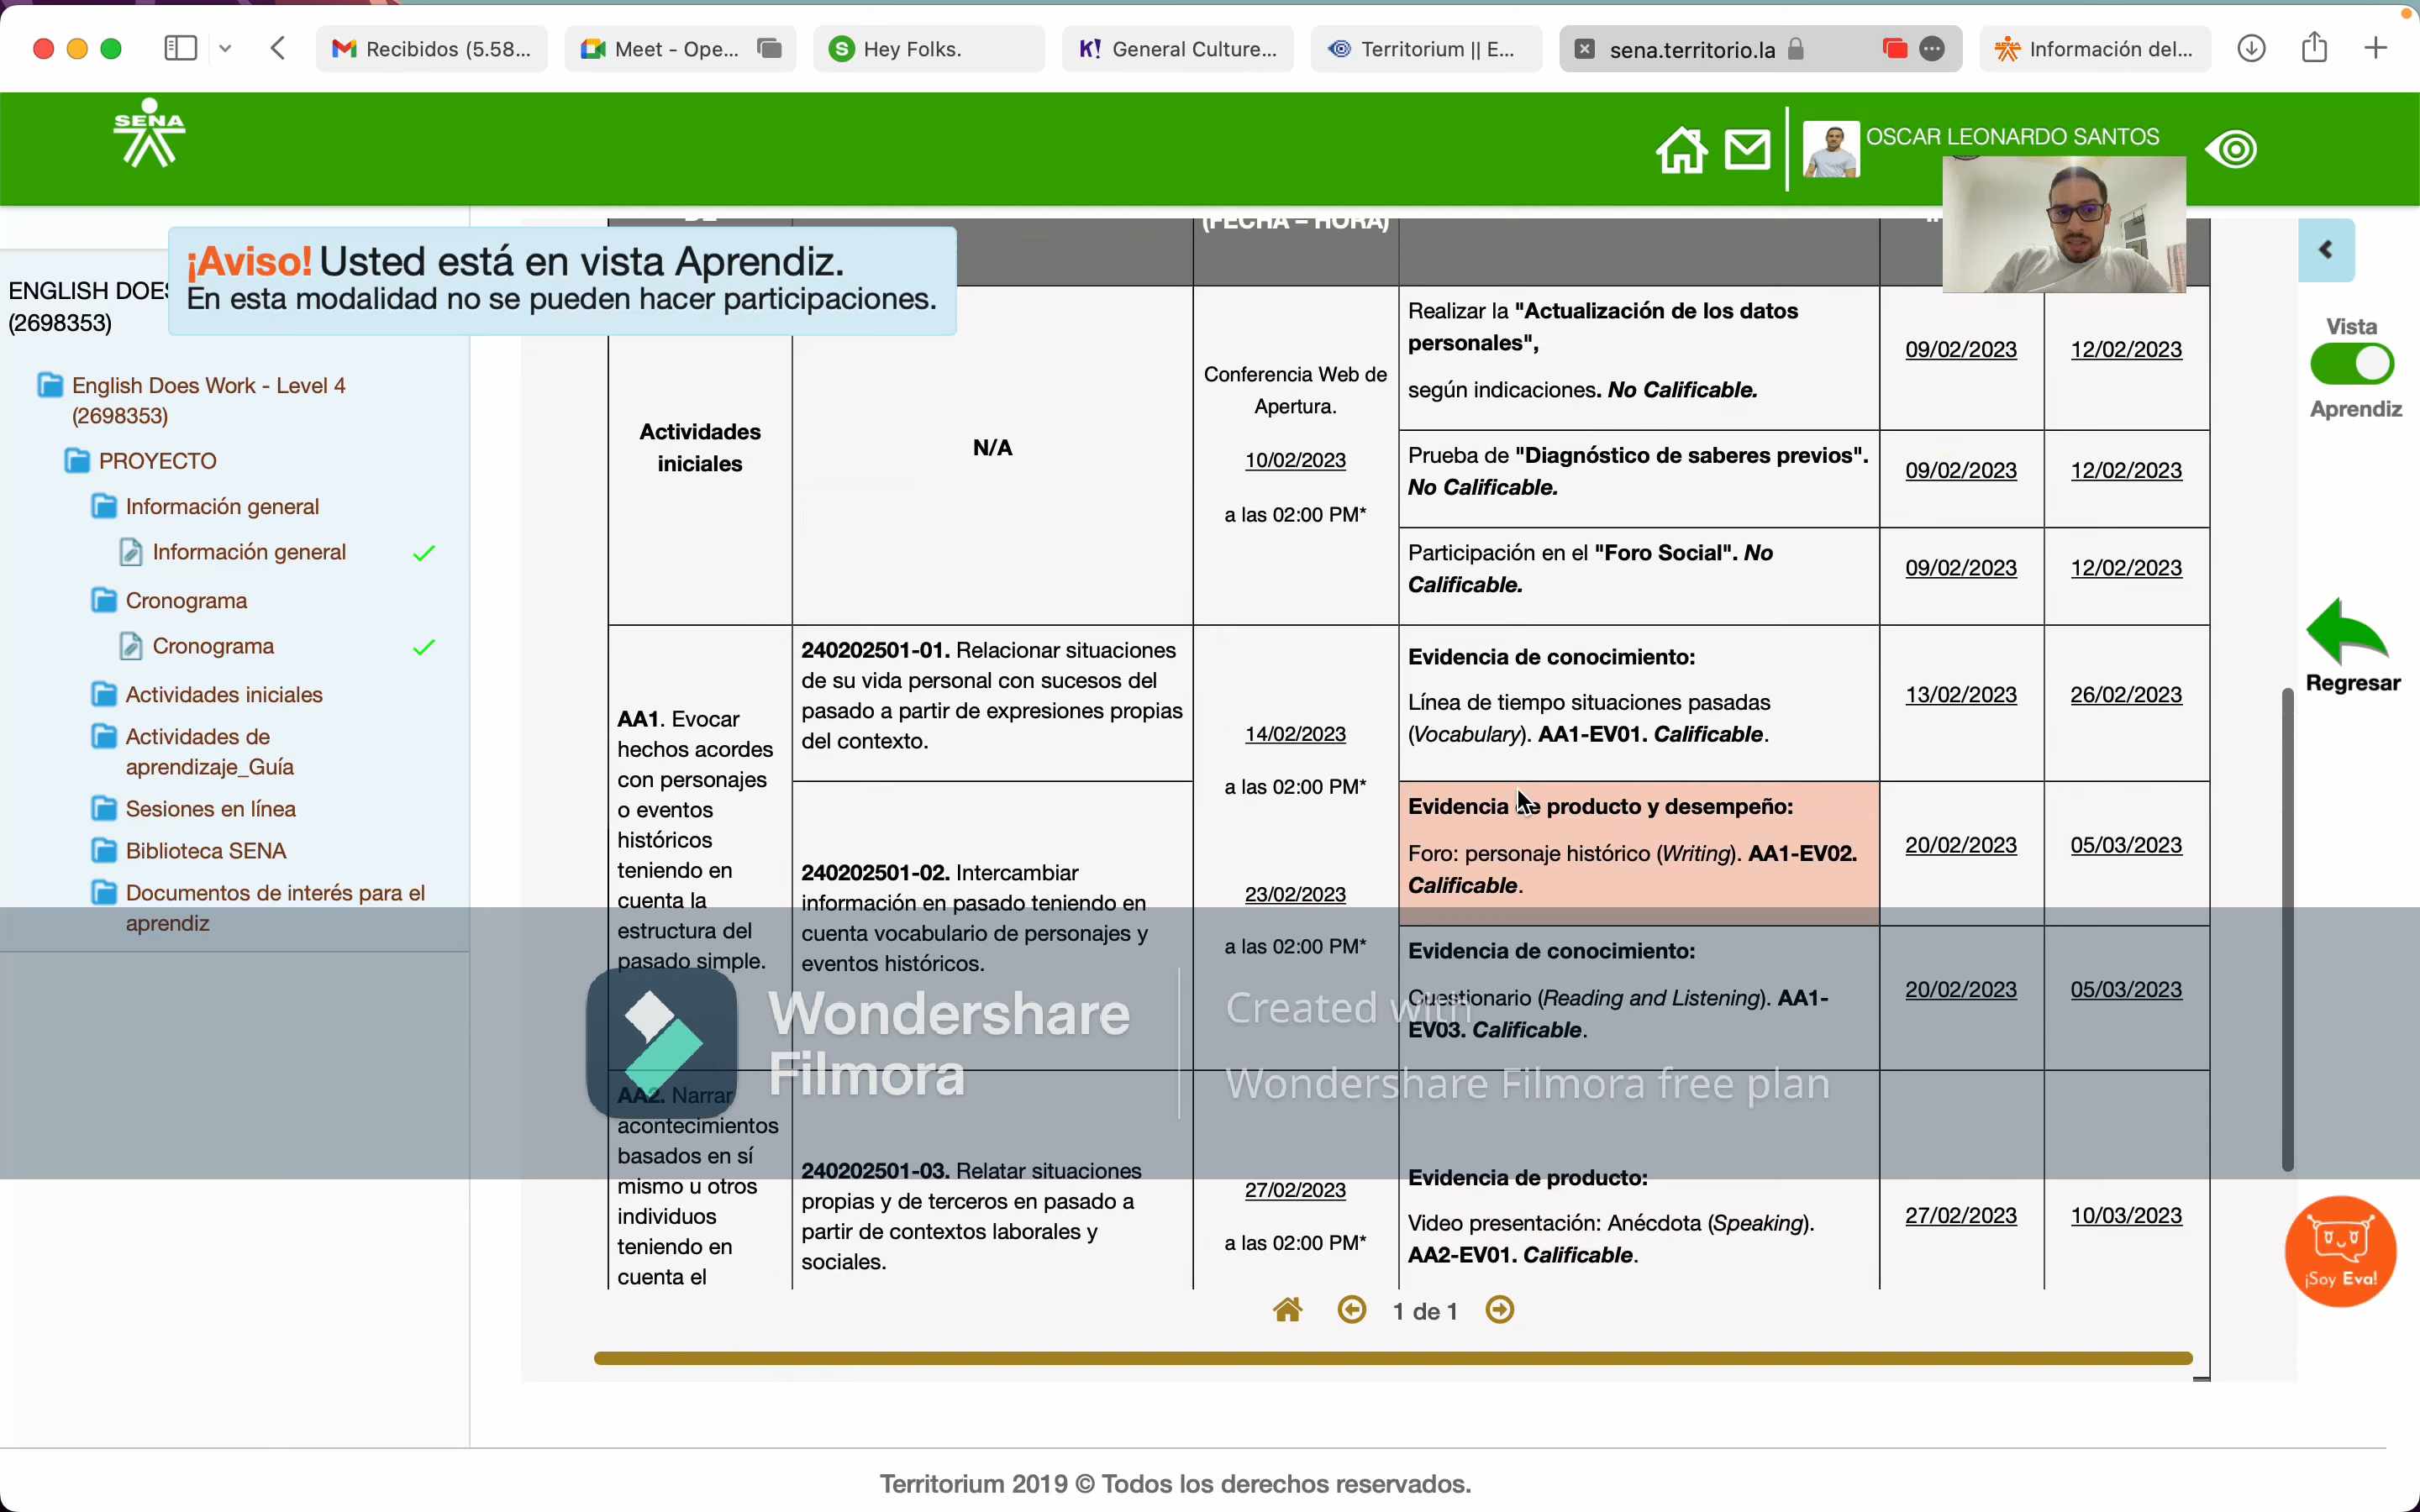 Recibidos (5.58...
Meet - Ope...
Hey Folks.
K! General Culture...
Territorium || E...
sena.territorio.la
Información del...
SENA
OSCAR LEONARDO SANTOS
(FECHA – HORA)
¡Aviso! Usted está en vista Aprendiz.
En esta modalidad no se pueden hacer participaciones.
ENGLISH DOES
(2698353)
English Does Work - Level 4
(2698353)
PROYECTO
Información general
Información general
Cronograma
Cronograma
Actividades iniciales
Actividades de
aprendizaje_Guía
Sesiones en línea
Biblioteca SENA
Documentos de interés para el
aprendiz
Actividades
iniciales
N/A
Conferencia Web de
Apertura.
10/02/2023
a las 02:00 PM*
Realizar la "Actualización de los datos
personales",
según indicaciones. No Calificable.
09/02/2023
12/02/2023
Prueba de "Diagnóstico de saberes previos".
No Calificable.
09/02/2023
12/02/2023
Participación en el "Foro Social". No
Calificable.
09/02/2023
12/02/2023
AA1. Evocar
hechos acordes
con personajes
o eventos
históricos
teniendo en
cuenta la
estructura del
pasado simple.
240202501-01. Relacionar situaciones
de su vida personal con sucesos del
pasado a partir de expresiones propias
del contexto.
240202501-02. Intercambiar
información en pasado teniendo en
cuenta vocabulario de personajes y
eventos históricos.
14/02/2023
a las 02:00 PM*
23/02/2023
a las 02:00 PM*
Evidencia de conocimiento:
Línea de tiempo situaciones pasadas
(Vocabulary). AA1-EV01. Calificable.
13/02/2023
26/02/2023
Evidencia de producto y desempeño:
Foro: personaje histórico (Writing). AA1-EV02.
Calificable.
20/02/2023
05/03/2023
Evidencia de conocimiento:
Cuestionario (Reading and Listening). AA1-
EV03. Calificable.
20/02/2023
05/03/2023
AA2. Narrar
acontecimientos
basados en sí
mismo u otros
individuos
teniendo en
cuenta el
240202501-03. Relatar situaciones
propias y de terceros en pasado a
partir de contextos laborales y
sociales.
27/02/2023
a las 02:00 PM*
Evidencia de producto:
Video presentación: Anécdota (Speaking).
AA2-EV01. Calificable.
27/02/2023
10/03/2023
Vista
Aprendiz
Regresar
Wondershare
Filmora
Created with
Wondershare Filmora free plan
¡Soy Eva!
1 de 1
Territorium 2019 © Todos los derechos reservados.